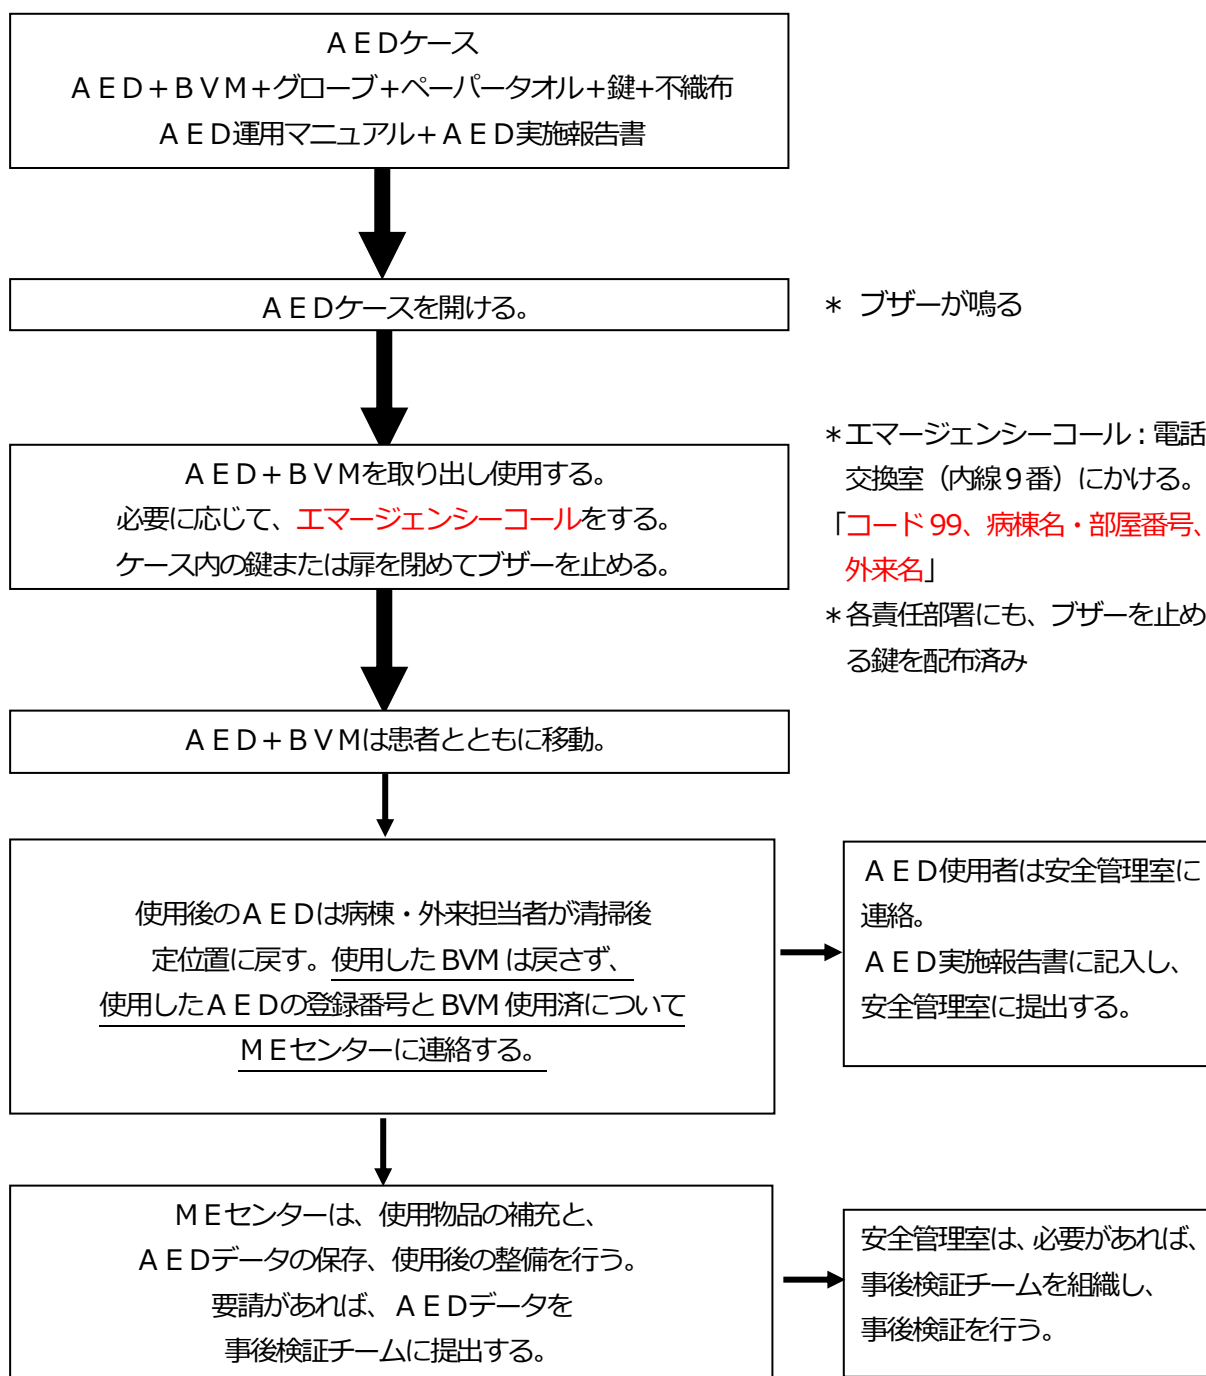 ＡＥＤケース
ＡＥＤ＋ＢＶＭ＋グローブ＋ペーパータオル＋鍵＋不織布
ＡＥＤ運用マニュアル＋ＡＥＤ実施報告書
ＡＥＤケースを開ける。
＊ ブザーが鳴る
ＡＥＤ＋ＢＶＭを取り出し使用する。
必要に応じて、エマージェンシーコールをする。
ケース内の鍵または扉を閉めてブザーを止める。
＊エマージェンシーコール：電話
交換室（内線９番）にかける。
「コード 99、病棟名・部屋番号、
外来名」
＊各責任部署にも、ブザーを止め
る鍵を配布済み
ＡＥＤ＋ＢＶＭは患者とともに移動。
使用後のＡＥＤは病棟・外来担当者が清掃後
定位置に戻す。使用した BVM は戻さず、
使用したＡＥＤの登録番号と BVM 使用済について
ＭＥセンターに連絡する。
ＡＥＤ使用者は安全管理室に
連絡。
ＡＥＤ実施報告書に記入し、
安全管理室に提出する。
ＭＥセンターは、使用物品の補充と、
ＡＥＤデータの保存、使用後の整備を行う。
要請があれば、ＡＥＤデータを
事後検証チームに提出する。
安全管理室は、必要があれば、
事後検証チームを組織し、
事後検証を行う。